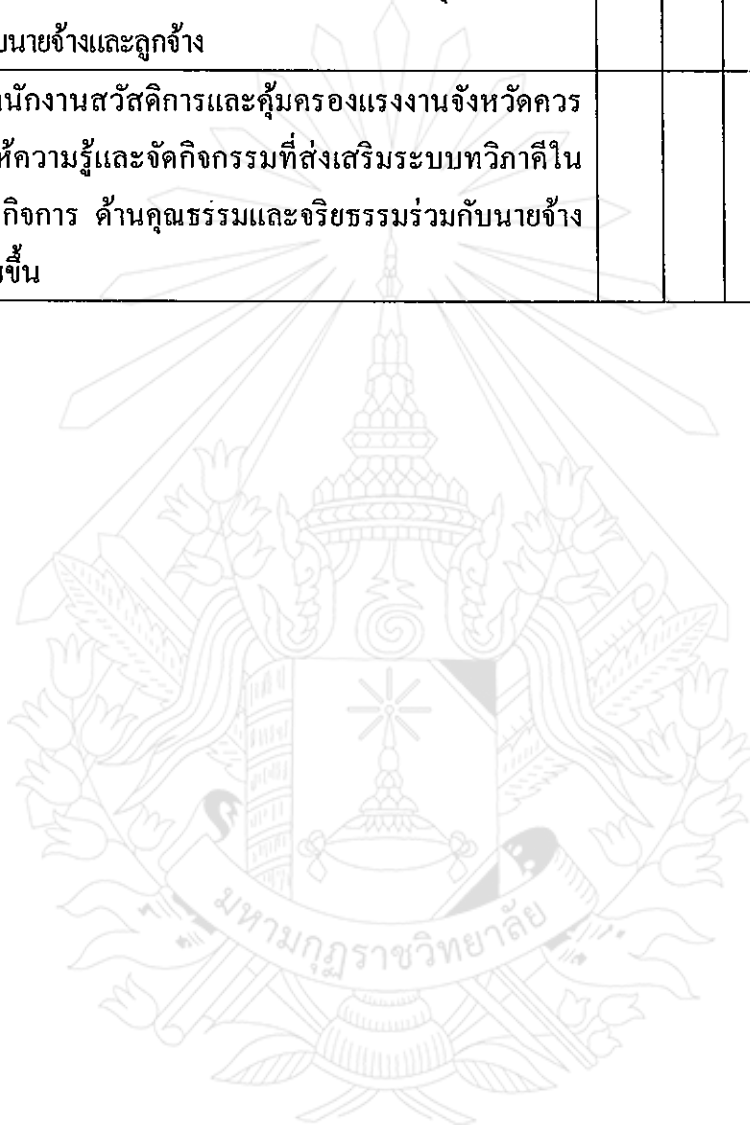 บนายจ้างและลูกจ้าง
นักงานสวัสดิการและคุ้มครองแรงงานจังหวัดควร
ห้ความรู้และจัดกิจกรรมที่ส่งเสริมระบบทวิภาคีใน
กิจการ ด้านคุณธรรมและจริยธรรมร่วมกับนายจ้าง
ขึ้น
มหามกุฏราชวิทยาลัย